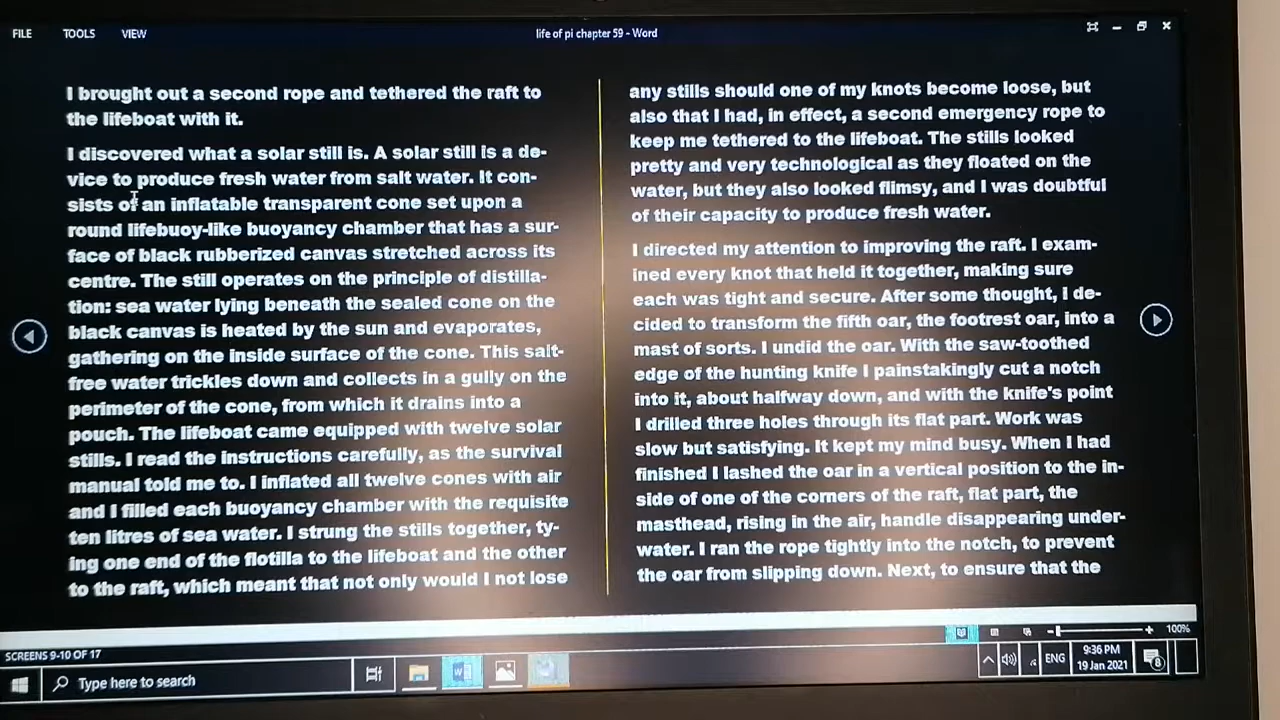 FILE TOOLS VIEW life of pi chapter 59 - Word
I brought out a second rope and tethered the raft to
the lifeboat with it.
I discovered what a solar still is. A solar still is a de-
vice to produce fresh water from salt water. It con-
sists of an inflatable transparent cone set upon a
round lifebuoy-like buoyancy chamber that has a sur-
face of black rubberized canvas stretched across its
centre. The still operates on the principle of distilla-
tion: sea water lying beneath the sealed cone on the
black canvas is heated by the sun and evaporates,
gathering on the inside surface of the cone. This salt-
free water trickles down and collects in a gully on the
perimeter of the cone, from which it drains into a
pouch. The lifeboat came equipped with twelve solar
stills. I read the instructions carefully, as the survival
manual told me to. I inflated all twelve cones with air
and I filled each buoyancy chamber with the requisite
ten litres of sea water. I strung the stills together, ty-
ing one end of the flotilla to the lifeboat and the other
to the raft, which meant that not only would I not lose
any stills should one of my knots become loose, but
also that I had, in effect, a second emergency rope to
keep me tethered to the lifeboat. The stills looked
pretty and very technological as they floated on the
water, but they also looked flimsy, and I was doubtful
of their capacity to produce fresh water.
I directed my attention to improving the raft. I exam-
ined every knot that held it together, making sure
each was tight and secure. After some thought, I de-
cided to transform the fifth oar, the footrest oar, into a
mast of sorts. I undid the oar. With the saw-toothed
edge of the hunting knife I painstakingly cut a notch
into it, about halfway down, and with the knife's point
I drilled three holes through its flat part. Work was
slow but satisfying. It kept my mind busy. When I had
finished I lashed the oar in a vertical position to the in-
side of one of the corners of the raft, flat part, the
masthead, rising in the air, handle disappearing under-
water. I ran the rope tightly into the notch, to prevent
the oar from slipping down. Next, to ensure that the
SCREENS 9-10 OF 17
100%
Type here to search
ENG
9:36 PM
19 Jan 2021
8